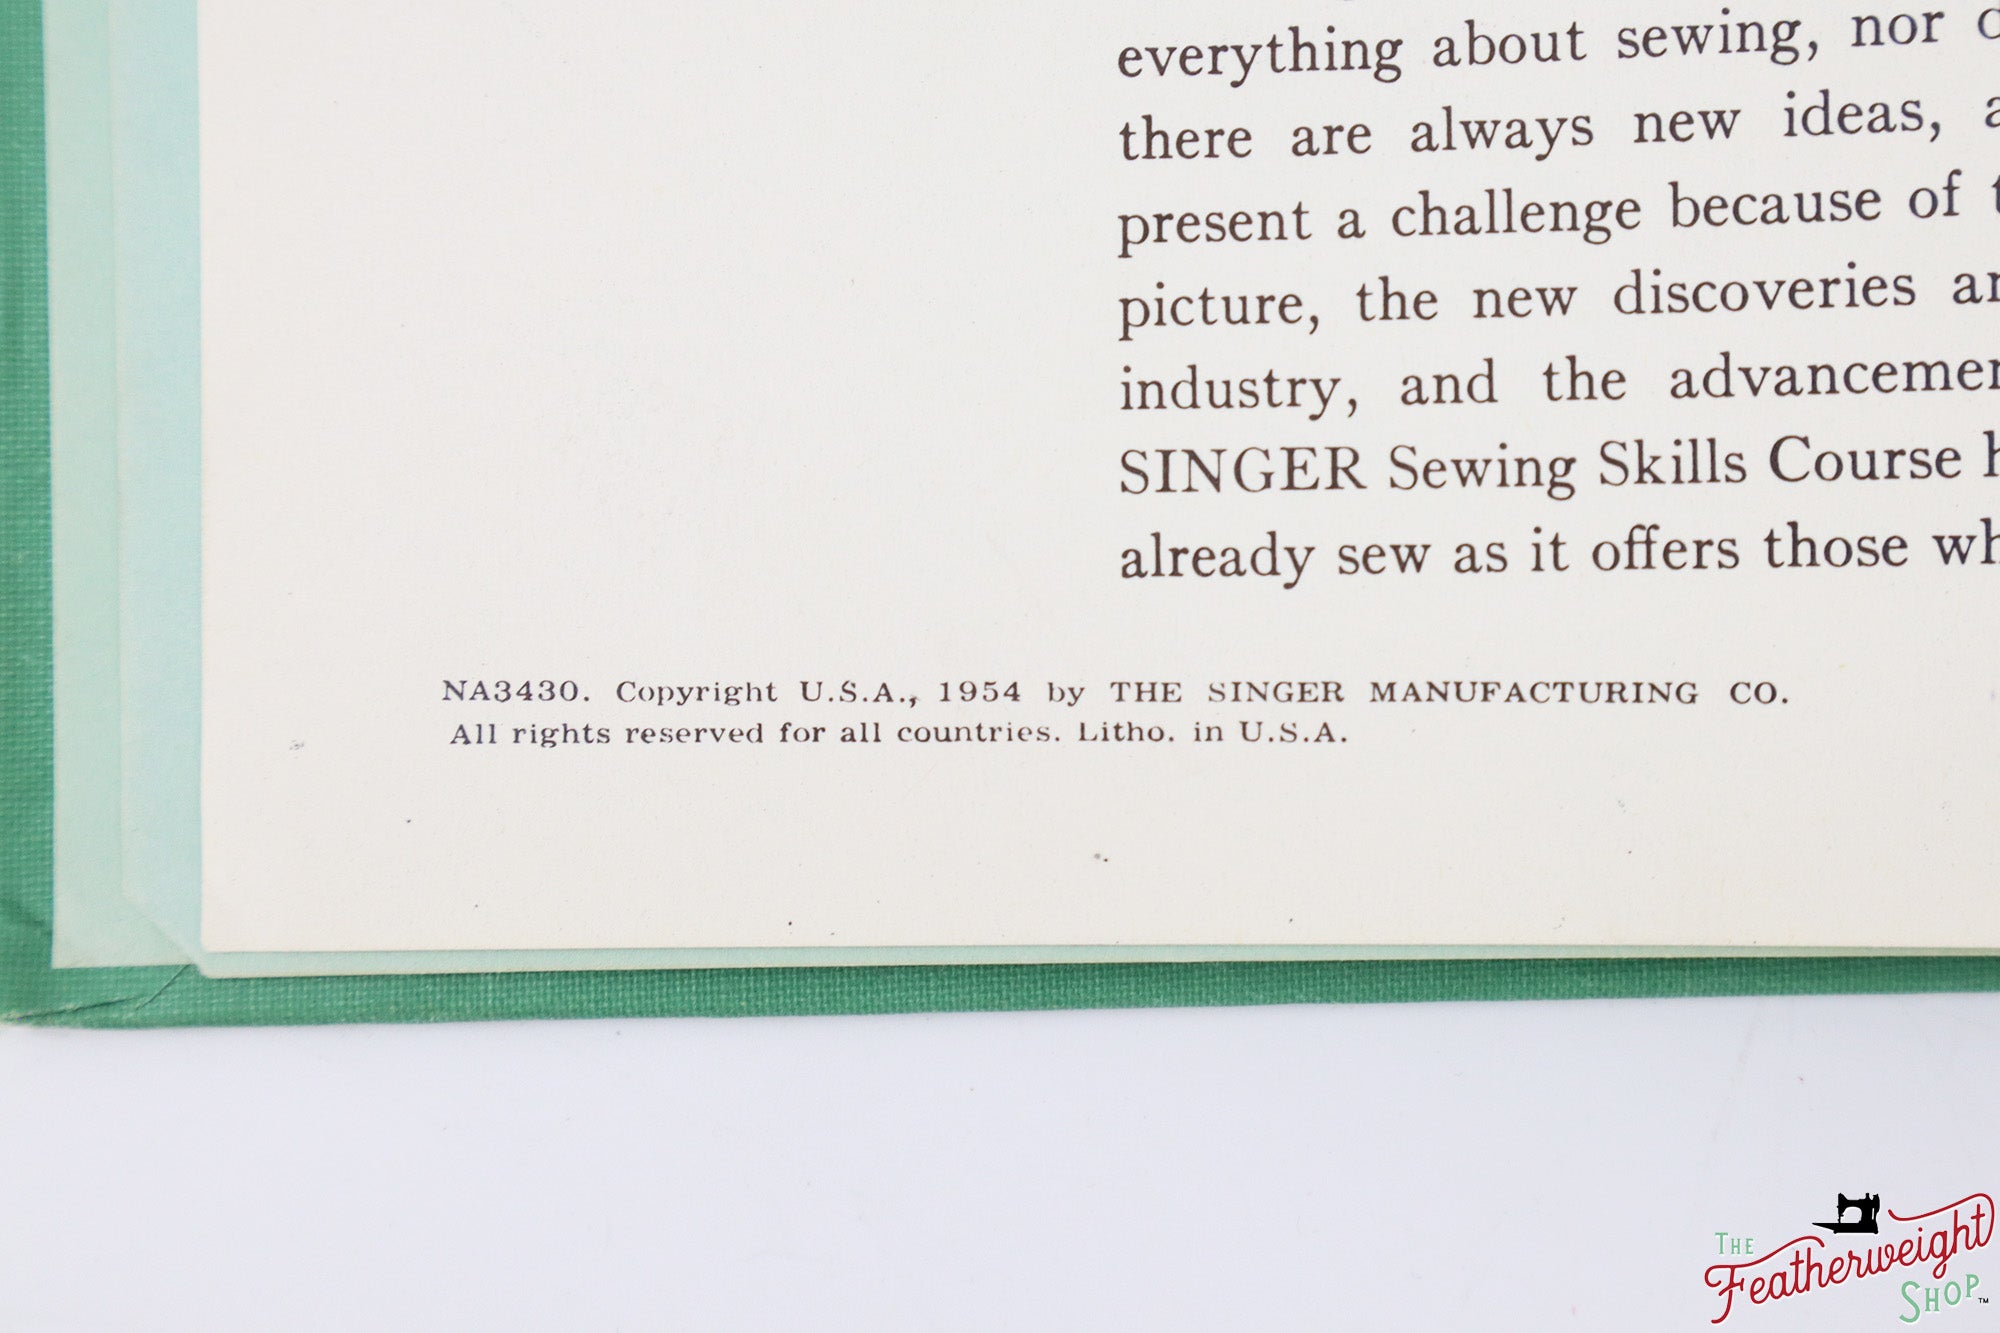 everything about sewing, nor
there are always new ideas,
present a challenge because of
picture, the new discoveries
industry, and the
SINGER Sewing Skills Course
already sew as it offers those
NA3430. Copyright U.S.A., 1954 by THE SINGER MANUFACTURING CO.
All rights reserved for all countries. Litho. in U.S.A.
THE
Featherweight
SHOP™